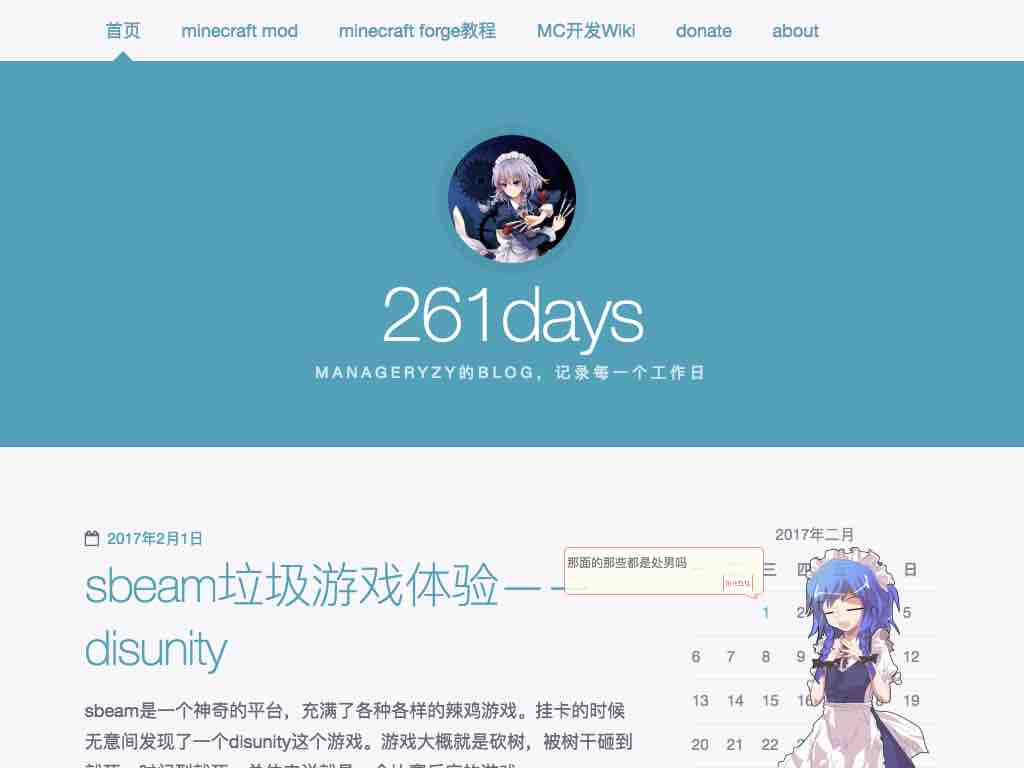 首页 minecraft mod minecraft forge教程 MC开发Wiki donate about
261days
MANAGERYZY的BLOG，记录每一个工作日
2017年2月1日
sbeam垃圾游戏体验——
disunity
sbeam是一个神奇的平台，充满了各种各样的辣鸡游戏。挂卡的时候
无意间发现了一个disunity这个游戏。游戏大概就是砍树，被树干砸到
那面的那些都是处男吗
2017年二月
三 四 日
1 2 5
6 7 8 9 12
13 14 15 16 19
20 21 22